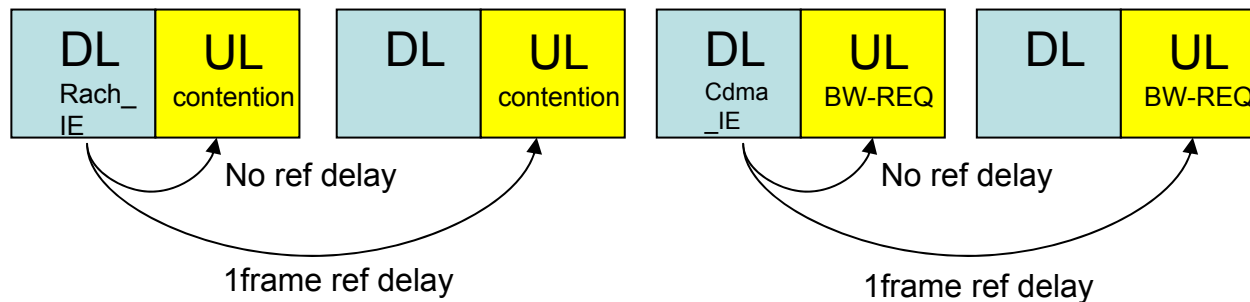 DL
Rach_
IE
UL
contention
DL
UL
contention
No ref delay
1frame ref delay
DL
Cdma
_IE
UL
BW-REQ
DL
UL
BW-REQ
No ref delay
1frame ref delay